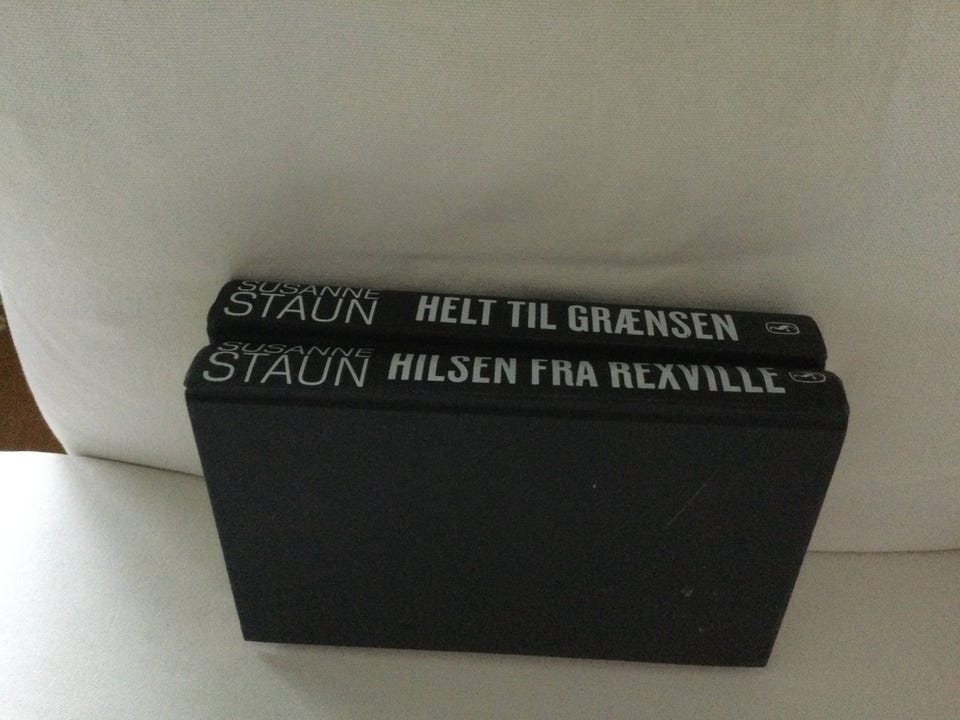 SUSANNE
STAUN HELT TIL GRÆNSEN
SUSANNE
STAUN HILSEN FRA REXVILLE